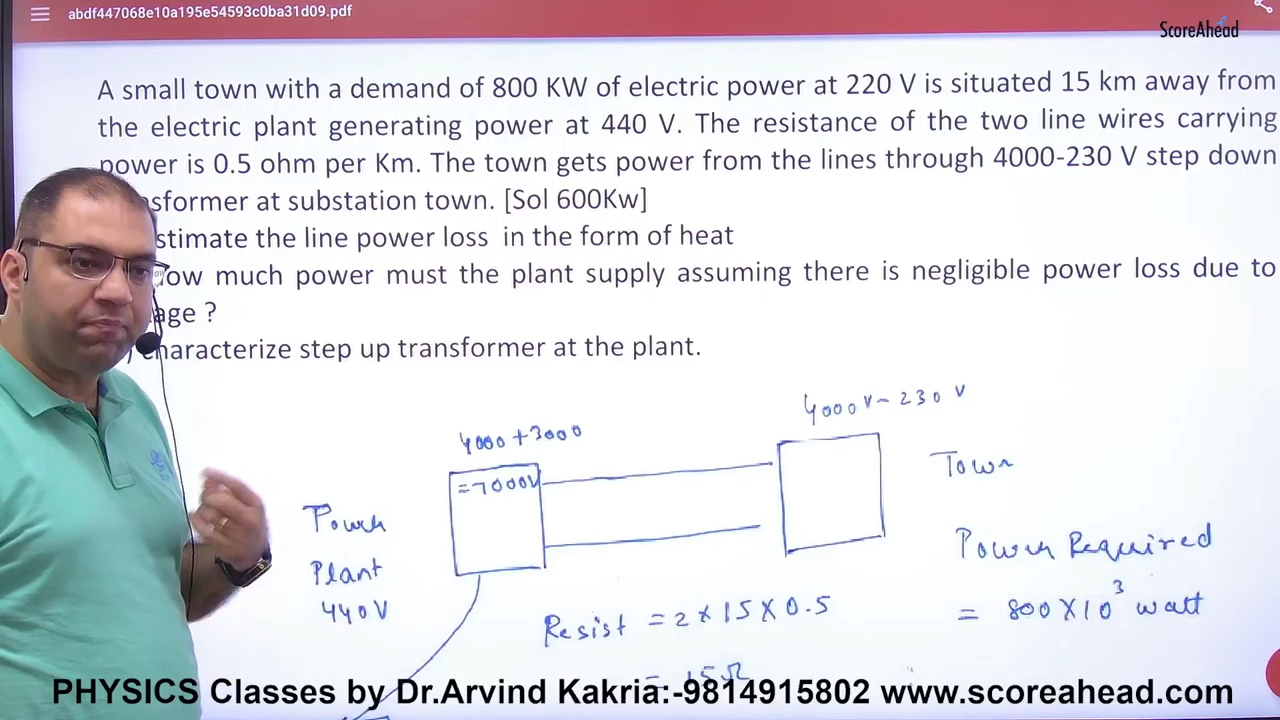 abdf447068e10a195e54593c0ba31d09.pdf
ScoreAhead
A small town with a demand of 800 KW of electric power at 220 V is situated 15 km away from
the electric plant generating power at 440 V. The resistance of the two line wires carrying
power is 0.5 ohm per Km. The town gets power from the lines through 4000-230 V step down
nsformer at substation town. [Sol 600Kw]
stimate the line power loss in the form of heat
ow much power must the plant supply assuming there is negligible power loss due to
age ?
) characterize step up transformer at the plant.
4000 V - 230 V
4000 + 3000
= 7000V
Town
Power
Plant
440V
Power Required
= 800 X 10³ watt
Resist = 2 X 15 X 0.5
= 15 Ω
PHYSICS Classes by Dr.Arvind Kakria:-9814915802 www.scoreahead.com